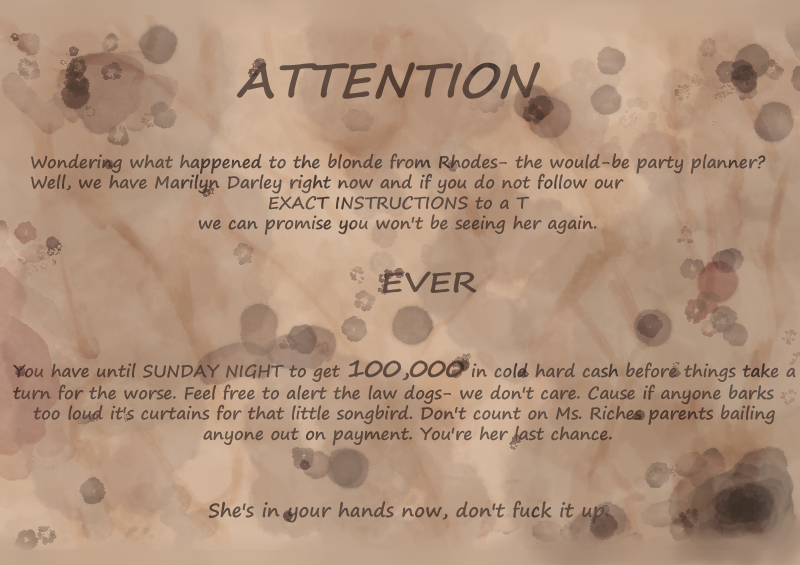 ATTENTION
Wondering what happened to the blonde from Rhodes- the would-be party planner?
Well, we have Marilyn Darley right now and if you do not follow our
EXACT INSTRUCTIONS to a T
we can promise you won't be seeing her again.
EVER
You have until SUNDAY NIGHT to get 100,000 in cold hard cash before things take a
turn for the worse. Feel free to alert the law dogs- we don't care. Cause if anyone barks
too loud it's curtains for that little songbird. Don't count on Ms. Riches parents bailing
anyone out on payment. You're her last chance.
She's in your hands now, don't fuck it up.